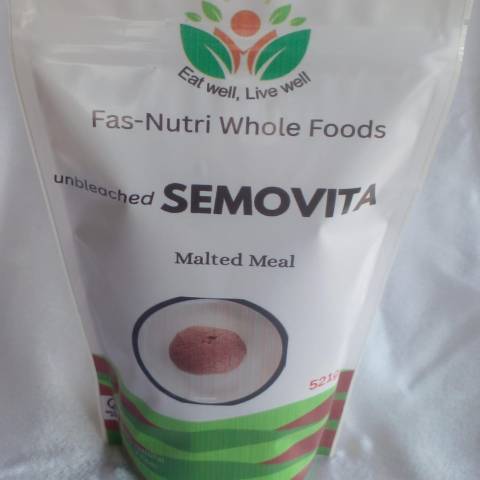 Eat well, Live well
Fas-Nutri Whole Foods
unbleached SEMOVITA
Malted Meal